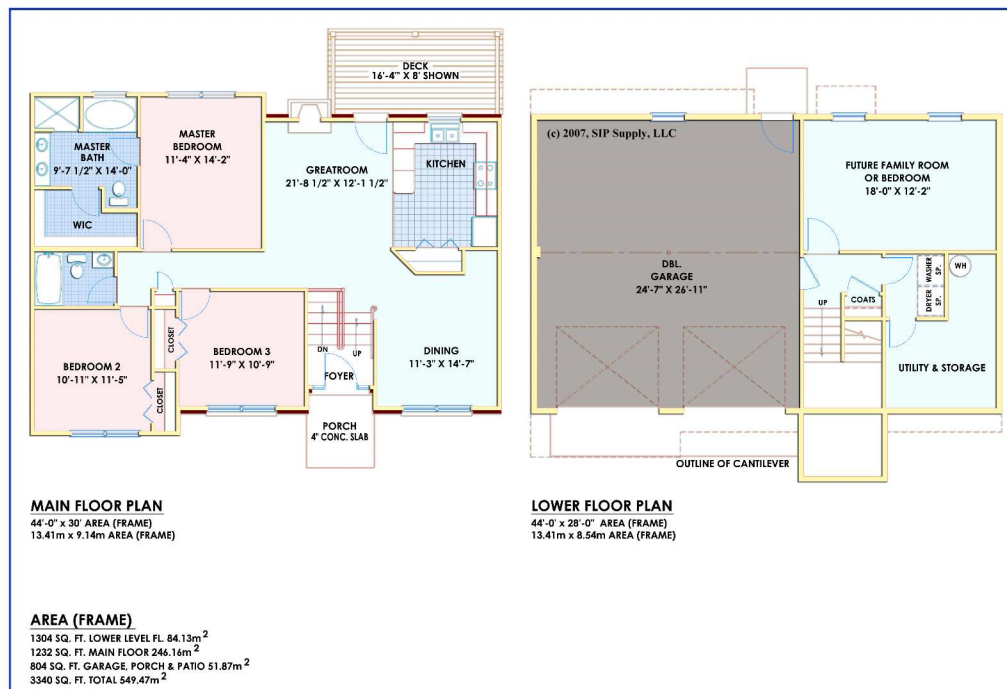 DECK
16'-4"' X 8' SHOWN
MASTER
BEDROOM
11'-4" X 14'-2"
MASTER
BATH
9'-7 1/2" X 14'-0"
WIC
GREATROOM
21'-8 1/2" X 12'-1 1/2"
KITCHEN
BEDROOM 2
10'-11" X 11'-5"
CLOSET
CLOSET
BEDROOM 3
11'-9" X 10'-9"
DN
UP
FOYER
DINING
11'-3" X 14'-7"
PORCH
4" CONC. SLAB
MAIN FLOOR PLAN
44'-0" x 30' AREA (FRAME)
13.41m x 9.14m AREA (FRAME)
(c) 2007, SIP Supply, LLC
FUTURE FAMILY ROOM
OR BEDROOM
18'-0" X 12'-2"
DBL.
GARAGE
24'-7" X 26'-11"
UP
COATS
WASHER
SP.
DRYER
SP.
WH
UTILITY & STORAGE
OUTLINE OF CANTILEVER
LOWER FLOOR PLAN
44'-0' x 28'-0" AREA (FRAME)
13.41m x 8.54m AREA (FRAME)
AREA (FRAME)
1304 SQ. FT. LOWER LEVEL FL. 84.13m2
1232 SQ. FT. MAIN FLOOR 246.16m2
804 SQ. FT. GARAGE, PORCH & PATIO 51.87m2
3340 SQ. FT. TOTAL 549.47m2